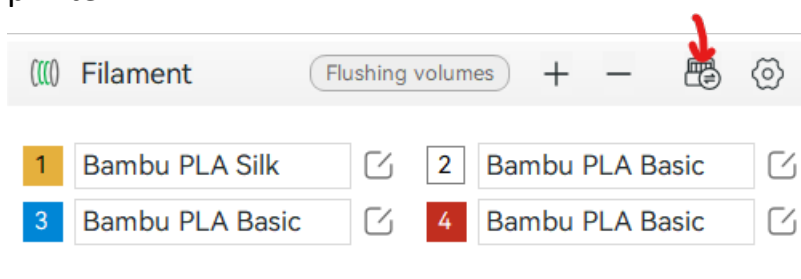 Filament Flushing volumes + −
1 Bambu PLA Silk 2 Bambu PLA Basic
3 Bambu PLA Basic 4 Bambu PLA Basic